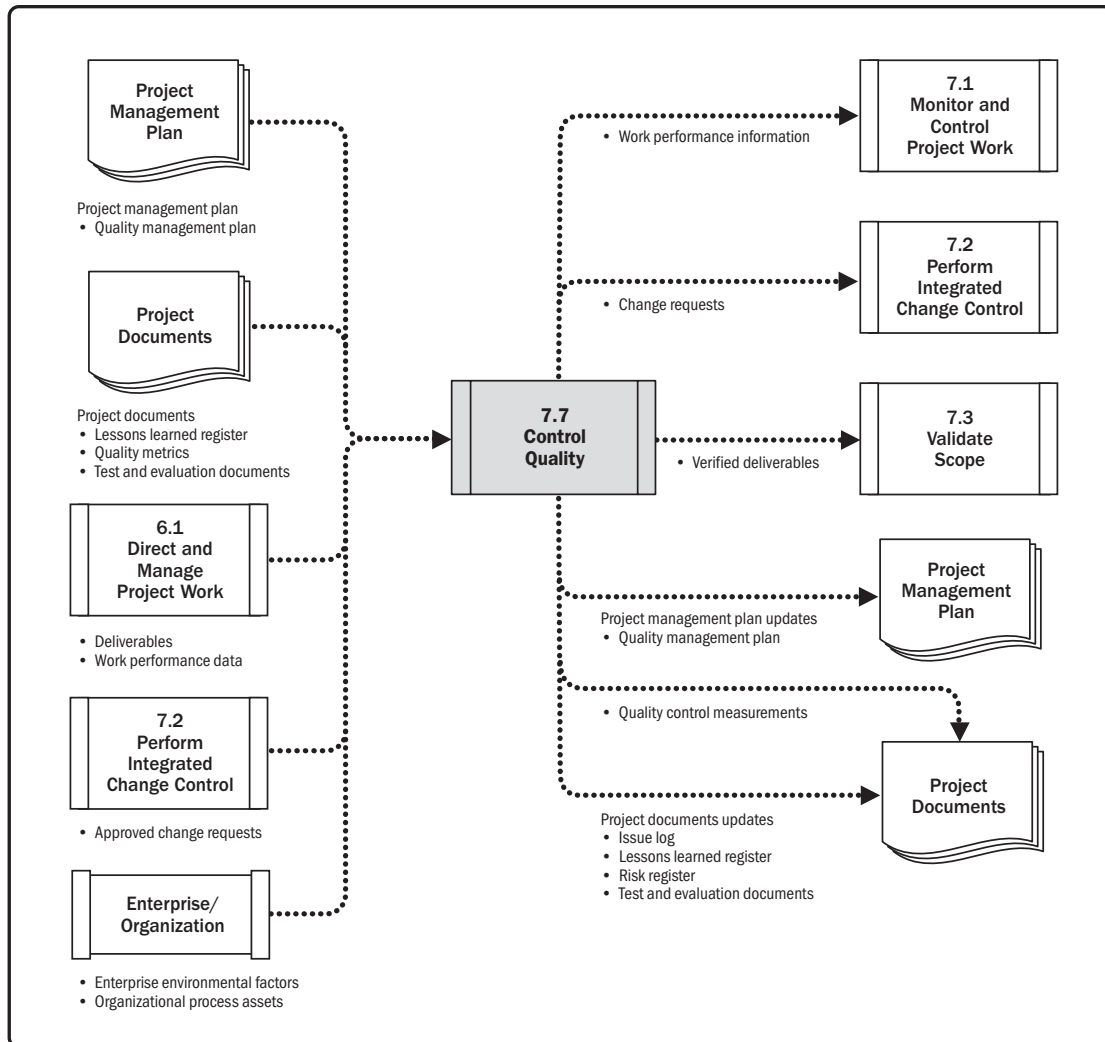 Project
Management
Plan
Project management plan
• Quality management plan
Project
Documents
Project documents
• Lessons learned register
• Quality metrics
• Test and evaluation documents
6.1
Direct and
Manage
Project Work
• Deliverables
• Work performance data
7.2
Perform
Integrated
Change Control
• Approved change requests
Enterprise/
Organization
• Enterprise environmental factors
• Organizational process assets
7.7
Control
Quality
• Work performance information
7.1
Monitor and
Control
Project Work
• Change requests
7.2
Perform
Integrated
Change Control
• Verified deliverables
7.3
Validate
Scope
Project management plan updates
• Quality management plan
Project
Management
Plan
• Quality control measurements
Project documents updates
• Issue log
• Lessons learned register
• Risk register
• Test and evaluation documents
Project
Documents